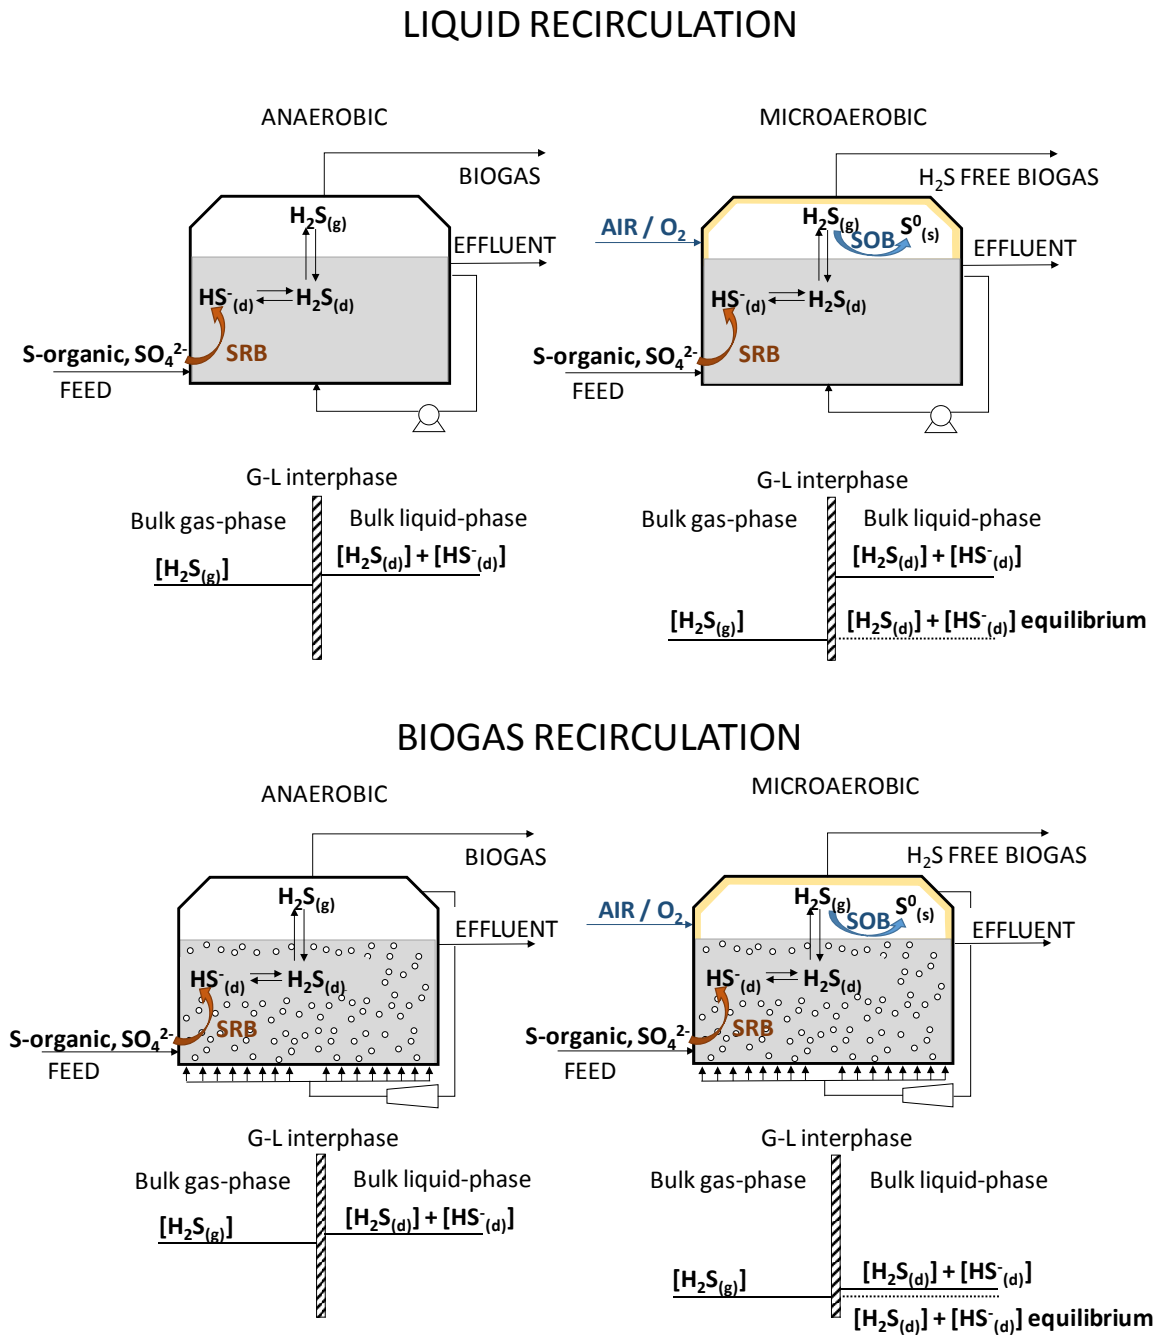 LIQUID RECIRCULATION
ANAEROBIC
MICROAEROBIC
BIOGAS
H₂S FREE BIOGAS
H₂S(g)
EFFLUENT
HS⁻(d)
H₂S(d)
S-organic, SO₄²⁻
SRB
FEED
AIR / O₂
H₂S(g)
SOB
S⁰(s)
EFFLUENT
HS⁻(d)
H₂S(d)
S-organic, SO₄²⁻
SRB
FEED
G-L interphase
Bulk gas-phase
Bulk liquid-phase
[H₂S(g)]
[H₂S(d)] + [HS⁻(d)]
G-L interphase
Bulk gas-phase
Bulk liquid-phase
[H₂S(d)] + [HS⁻(d)]
[H₂S(g)]
[H₂S(d)] + [HS⁻(d)] equilibrium
BIOGAS RECIRCULATION
ANAEROBIC
MICROAEROBIC
BIOGAS
H₂S FREE BIOGAS
H₂S(g)
EFFLUENT
HS⁻(d)
H₂S(d)
S-organic, SO₄²⁻
SRB
FEED
AIR / O₂
H₂S(g)
SOB
S⁰(s)
EFFLUENT
HS⁻(d)
H₂S(d)
S-organic, SO₄²⁻
SRB
FEED
G-L interphase
Bulk gas-phase
Bulk liquid-phase
[H₂S(g)]
[H₂S(d)] + [HS⁻(d)]
G-L interphase
Bulk gas-phase
Bulk liquid-phase
[H₂S(g)]
[H₂S(d)] + [HS⁻(d)]
[H₂S(d)] + [HS⁻(d)] equilibrium